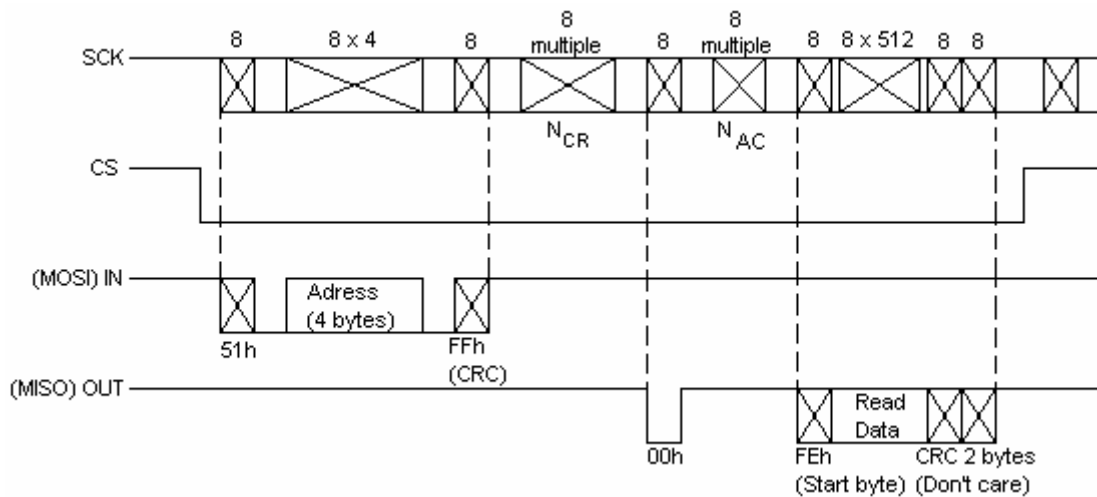 8 8 x 4 8 8 multiple 8 8 multiple 8 8 x 512 8 8
SCK
N CR N AC
CS
(MOSI) IN
Adress
(4 bytes)
51h FFh
(CRC)
(MISO) OUT
Read
Data
00h FEh CRC 2 bytes
(Start byte) (Don't care)